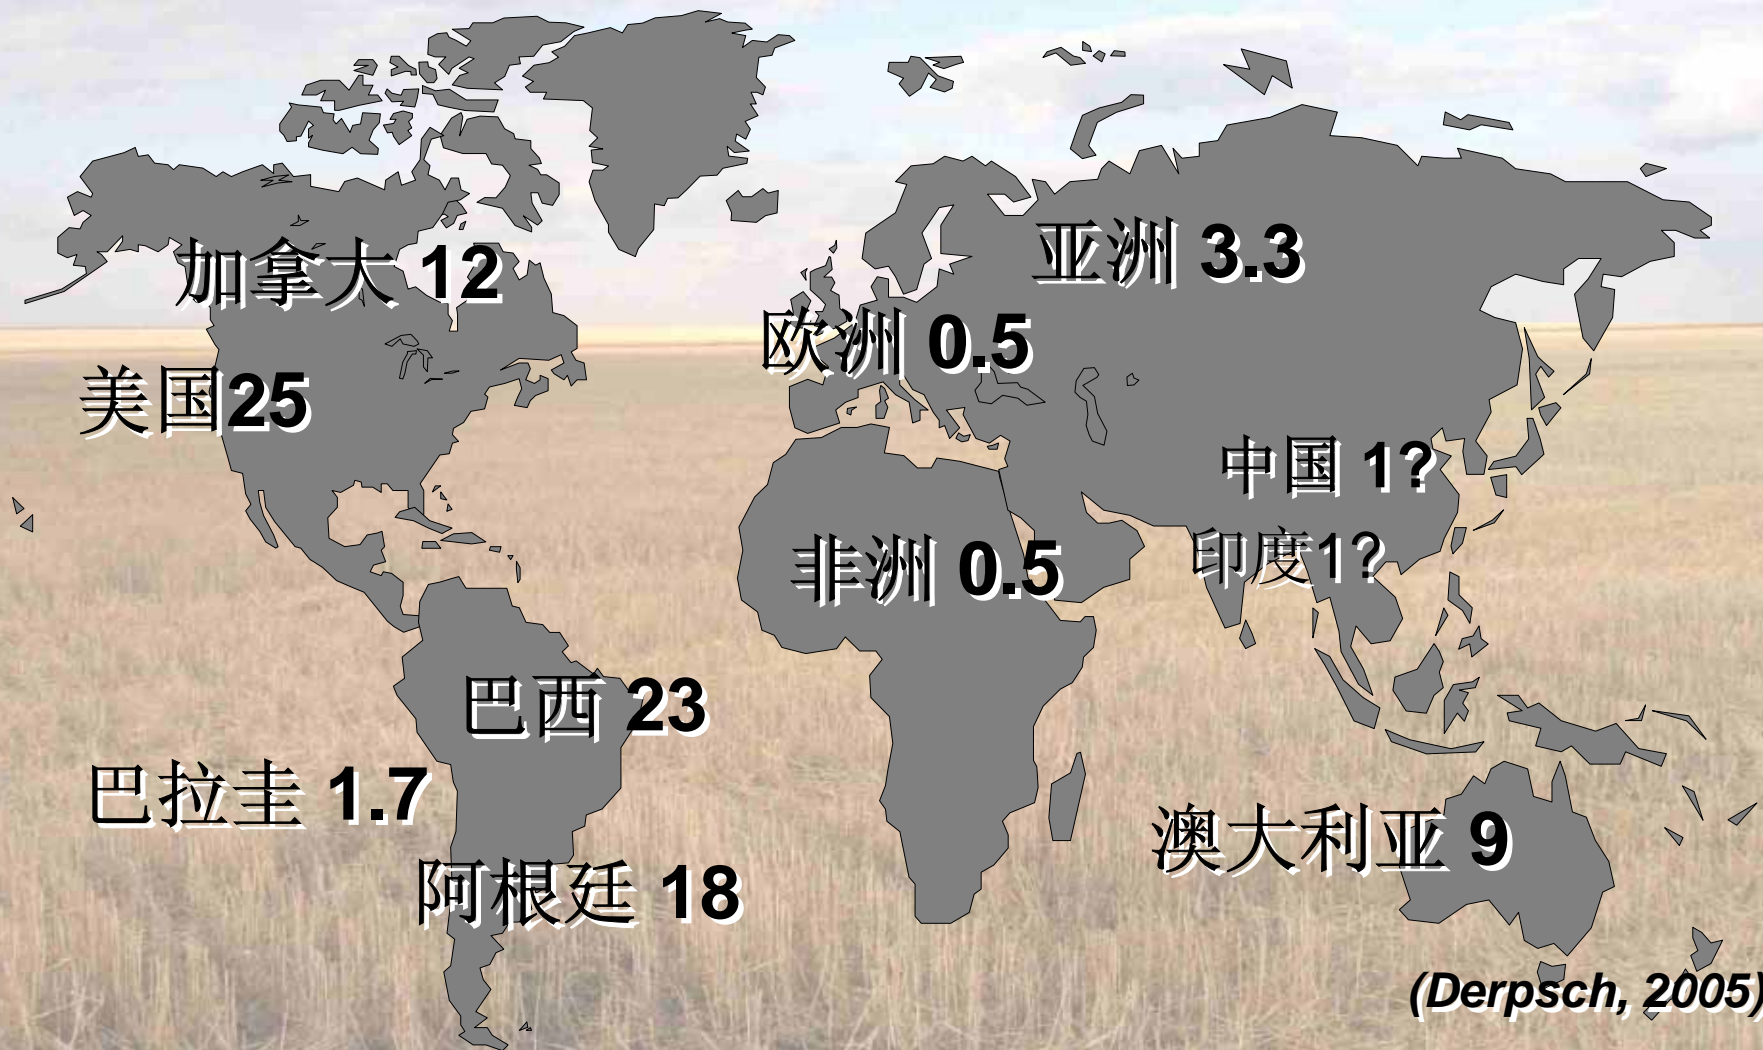 加拿大 12
亚洲 3.3
欧洲 0.5
美国25
中国 1?
印度1?
非洲 0.5
巴西 23
巴拉圭 1.7
澳大利亚 9
阿根廷 18
(Derpsch, 2005)